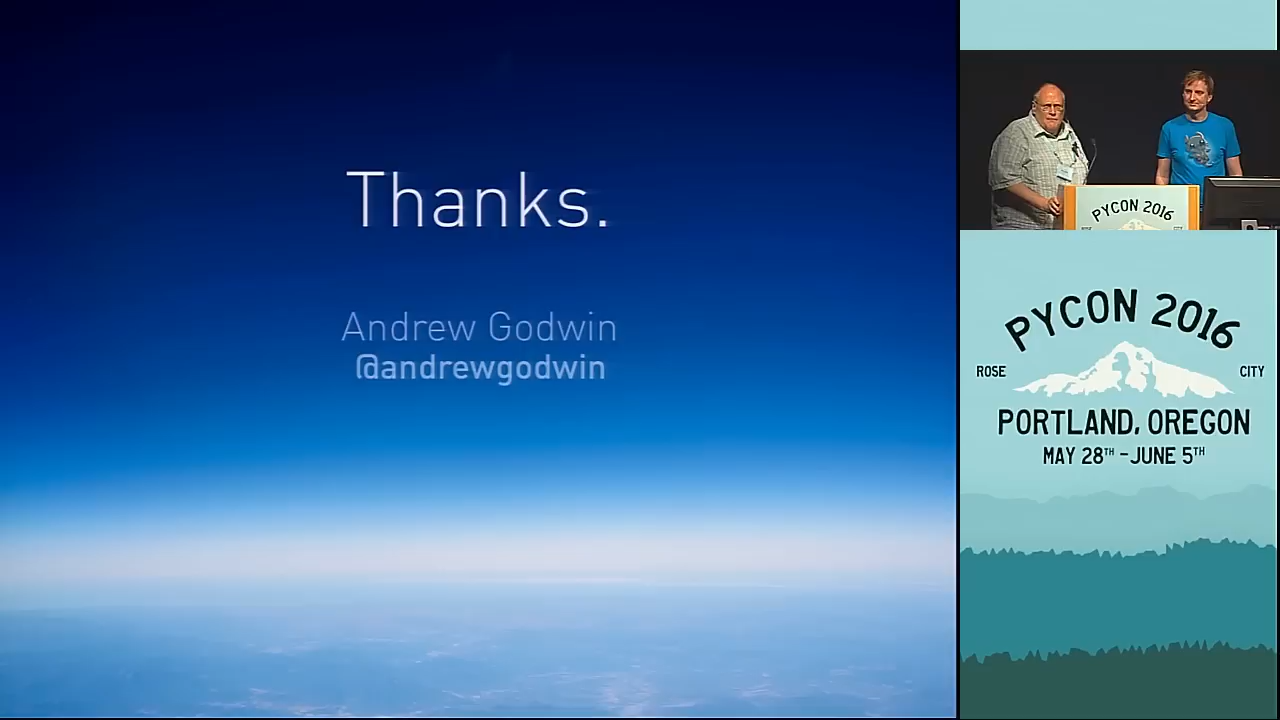 Thanks.
Andrew Godwin
@andrewgodwin
PYCON 2016
PYCON 2016
ROSE
CITY
PORTLAND, OREGON
MAY 28TH - JUNE 5TH